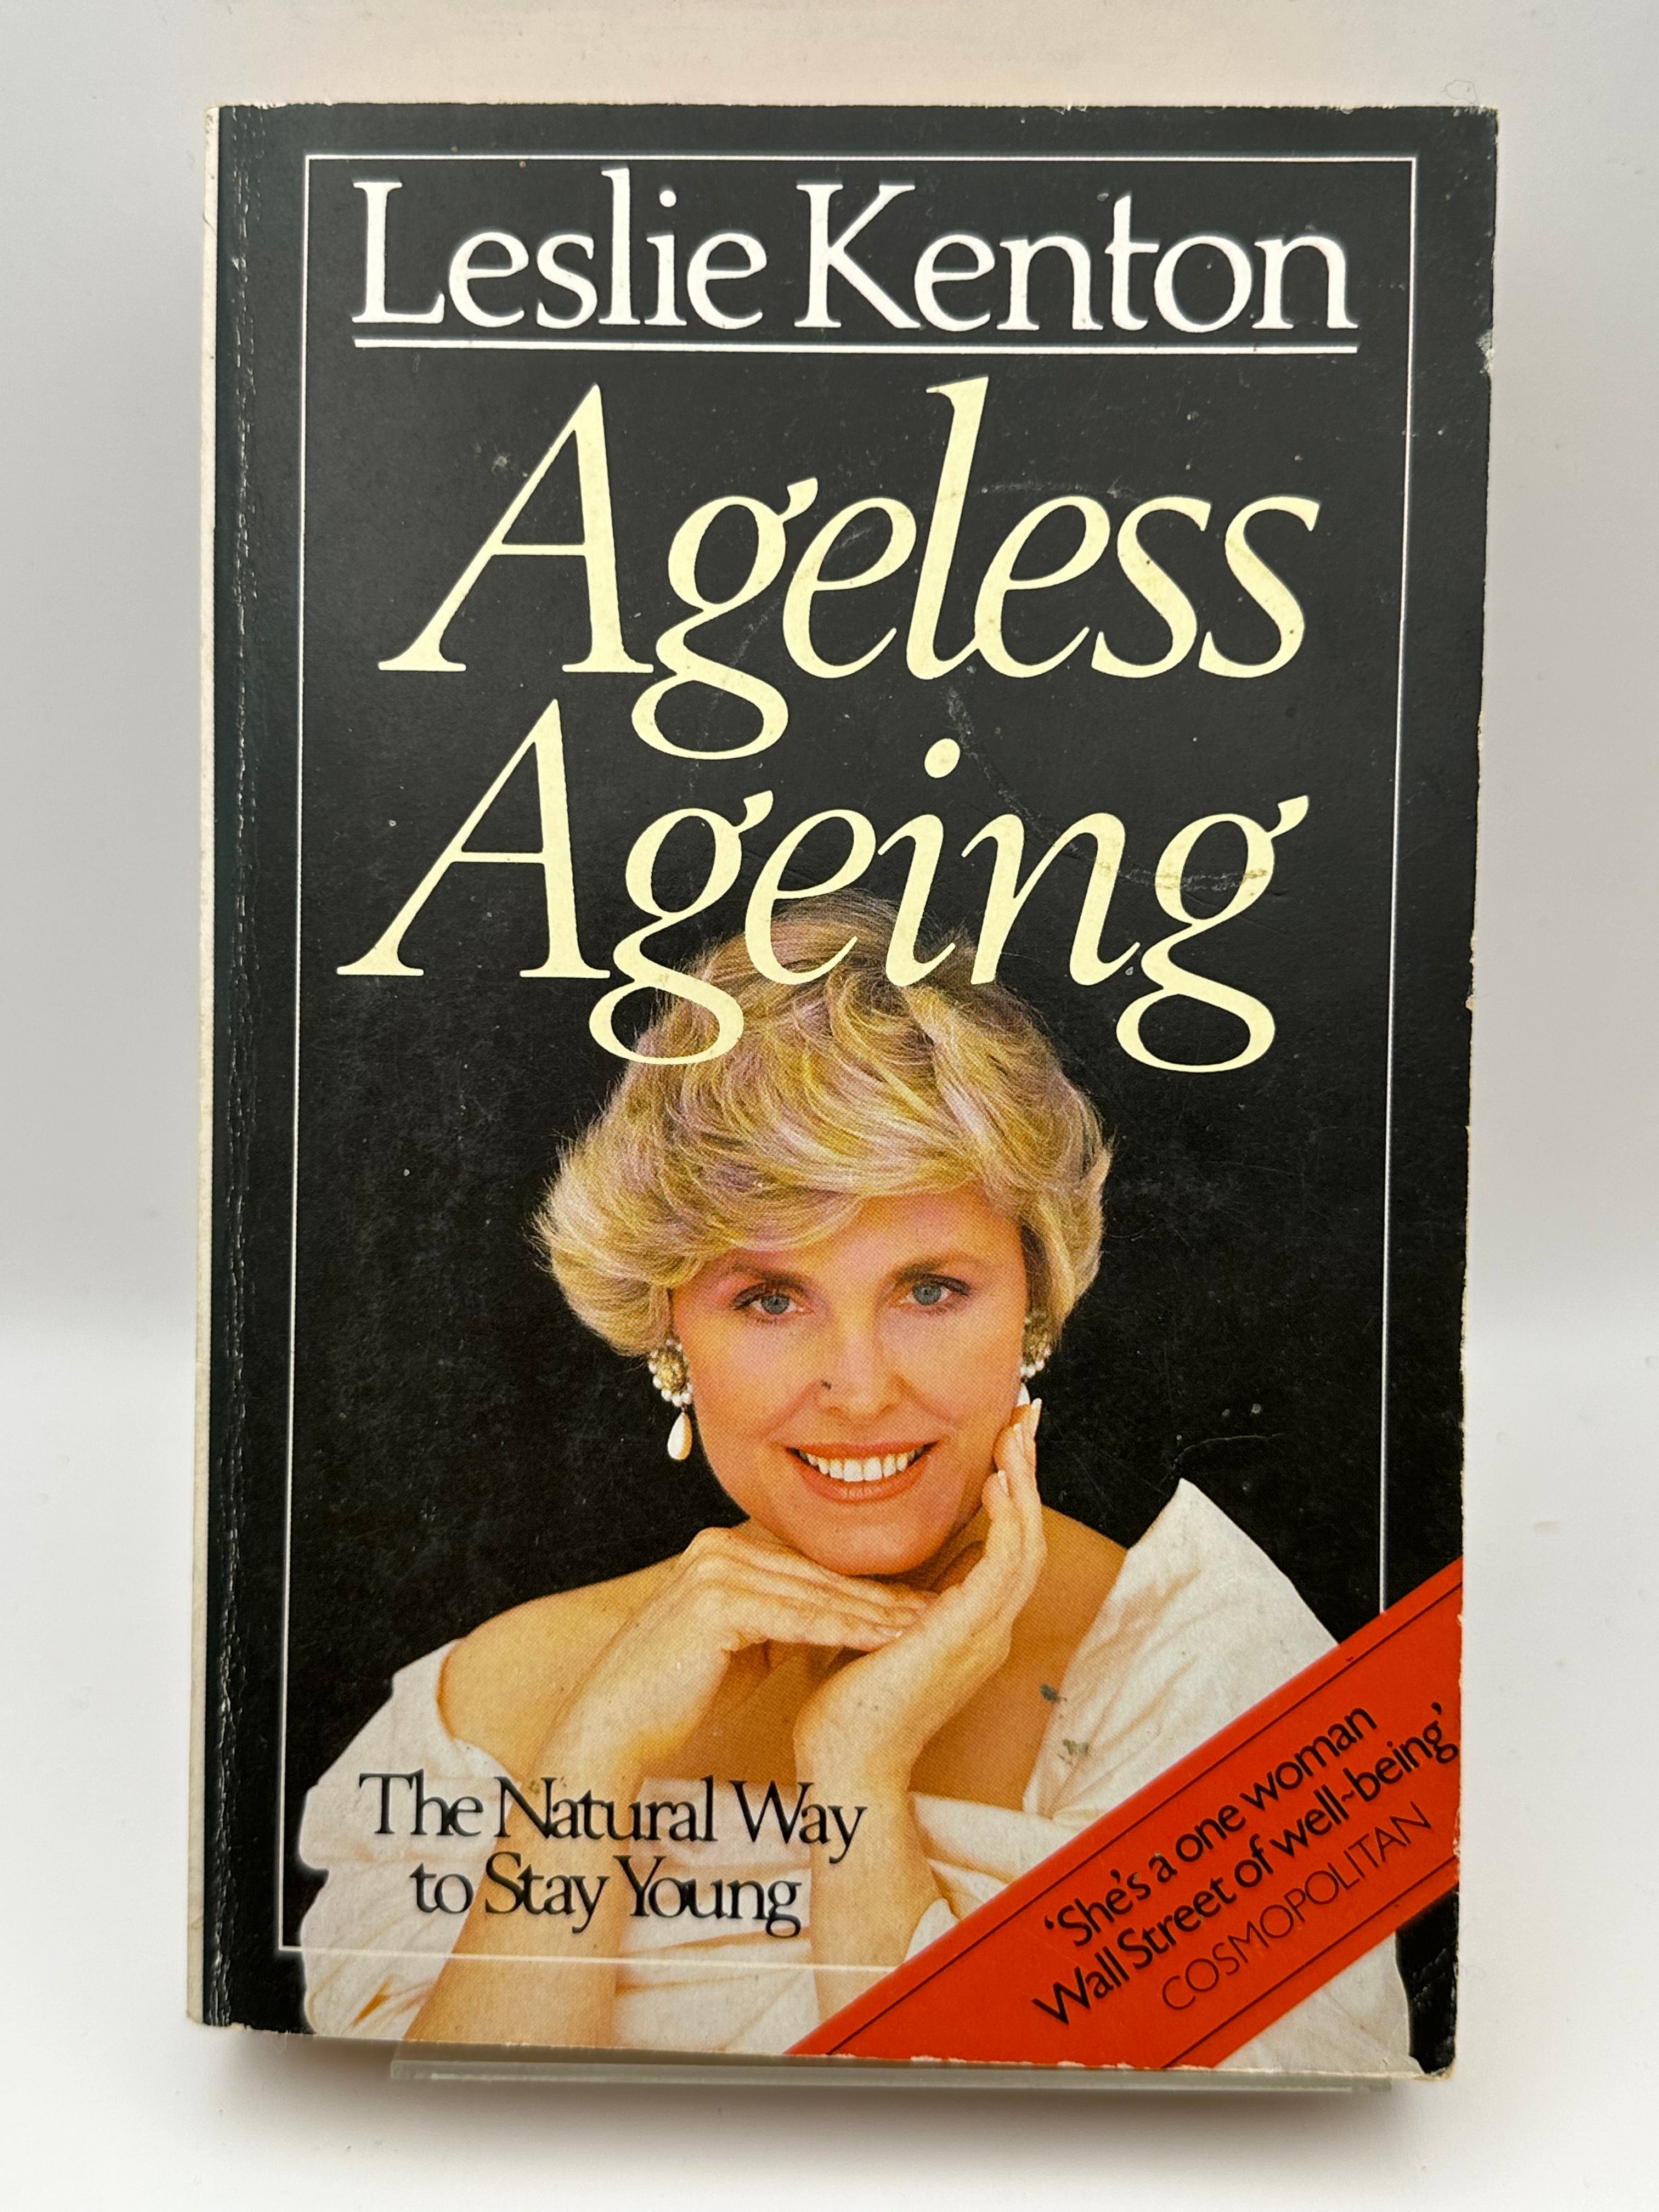 Leslie Kenton
Ageless
Ageing
The Natural Way
to Stay Young
‘She’s a one woman
Wall Street of well-being’
COSMOPOLITAN